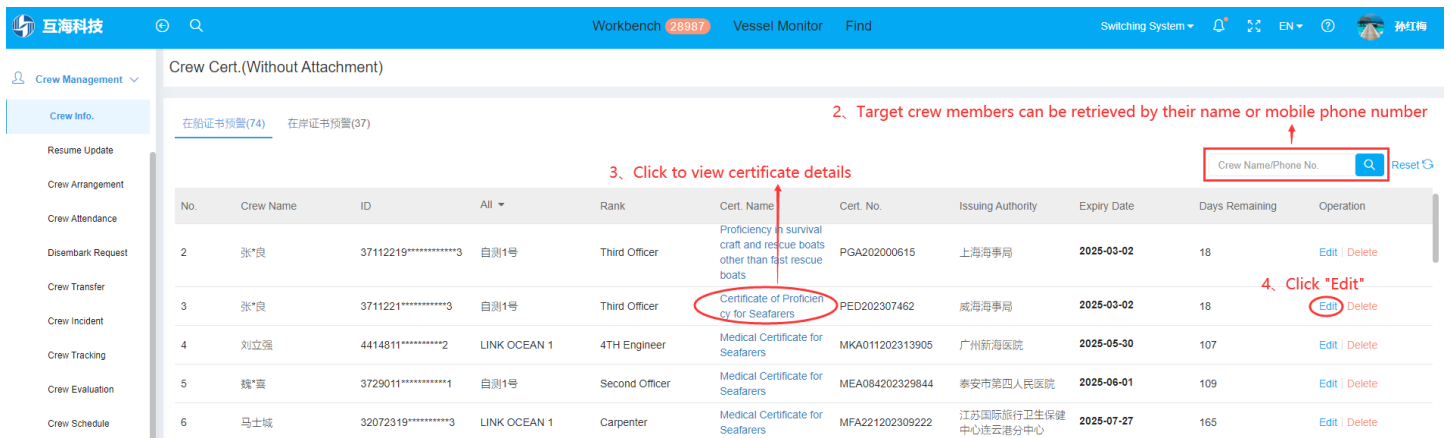 互海科技
Workbench 28987 Vessel Monitor Find
Switching System EN 孙红梅
Crew Management
Crew Info.
Resume Update
Crew Arrangement
Crew Attendance
Disembark Request
Crew Transfer
Crew Incident
Crew Tracking
Crew Evaluation
Crew Schedule
Crew Cert.(Without Attachment)
在船证书预警(74) 在岸证书预警(37)
2、Target crew members can be retrieved by their name or mobile phone number
Crew Name/Phone No. Reset
3、Click to view certificate details
No. Crew Name ID All Rank Cert. Name Cert. No. Issuing Authority Expiry Date Days Remaining Operation
Proficiency in survival
craft and rescue boats
other than fast rescue
boats
2 张*良 37112219************3 自测1号 Third Officer PGA202000615 上海海事局 2025-03-02 18 Edit Delete
4、Click "Edit"
Certificate of Proficien
cy for Seafarers
3 张*良 3711221***********3 自测1号 Third Officer PED202307462 威海海事局 2025-03-02 18 Edit Delete
Medical Certificate for
Seafarers
4 刘立强 4414811**********2 LINK OCEAN 1 4TH Engineer MKA011202313905 广州新海医院 2025-05-30 107 Edit Delete
Medical Certificate for
Seafarers
5 魏*喜 3729011***********1 自测1号 Second Officer MEA084202329844 泰安市第四人民医院 2025-06-01 109 Edit Delete
Medical Certificate for
Seafarers
6 马士城 32072319**********3 LINK OCEAN 1 Carpenter MFA221202309222 2025-07-27 165 Edit Delete
江苏国际旅行卫生保健
中心连云港分中心